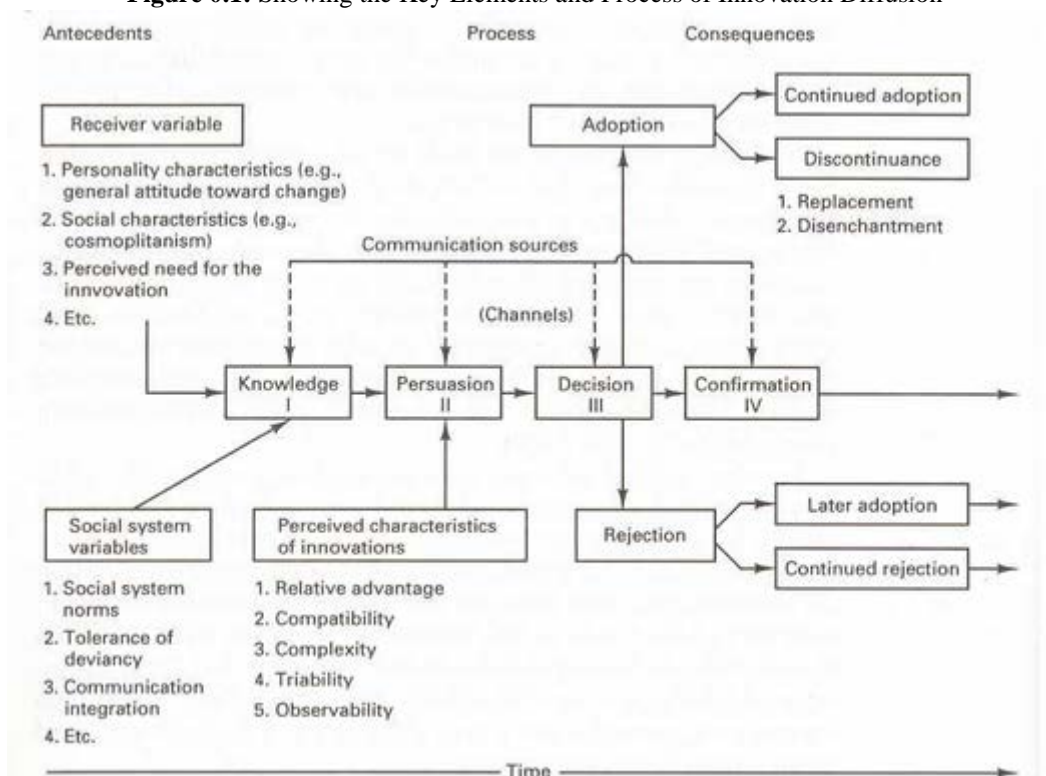 Figure 6.1. Showing the Key Elements and Process of Innovation Diffusion
Antecedents
Process
Consequences
Receiver variable
1. Personality characteristics (e.g.,
general attitude toward change)
2. Social characteristics (e.g.,
cosmoplitanism)
3. Perceived need for the
innvovation
4. Etc.
Adoption
Continued adoption
Discontinuance
1. Replacement
2. Disenchantment
Communication sources
(Channels)
Knowledge
I
Persuasion
II
Decision
III
Confirmation
IV
Social system
variables
1. Social system
norms
2. Tolerance of
deviancy
3. Communication
integration
4. Etc.
Perceived characteristics
of innovations
1. Relative advantage
2. Compatibility
3. Complexity
4. Triability
5. Observability
Rejection
Later adoption
Continued rejection
Time